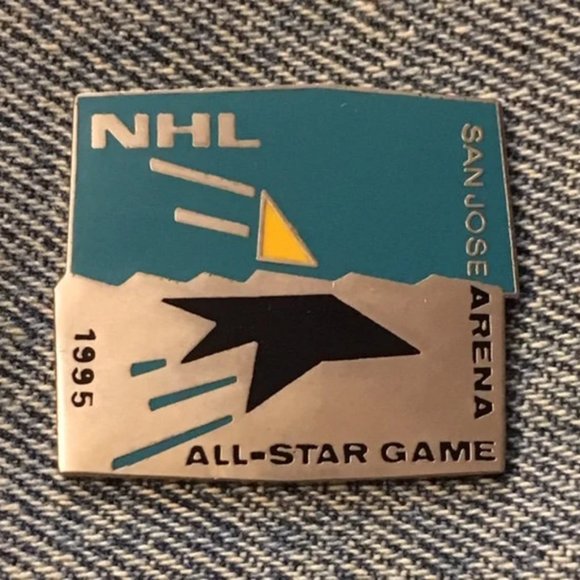 NHL
SAN JOSE ARENA
1995
ALL-STAR GAME